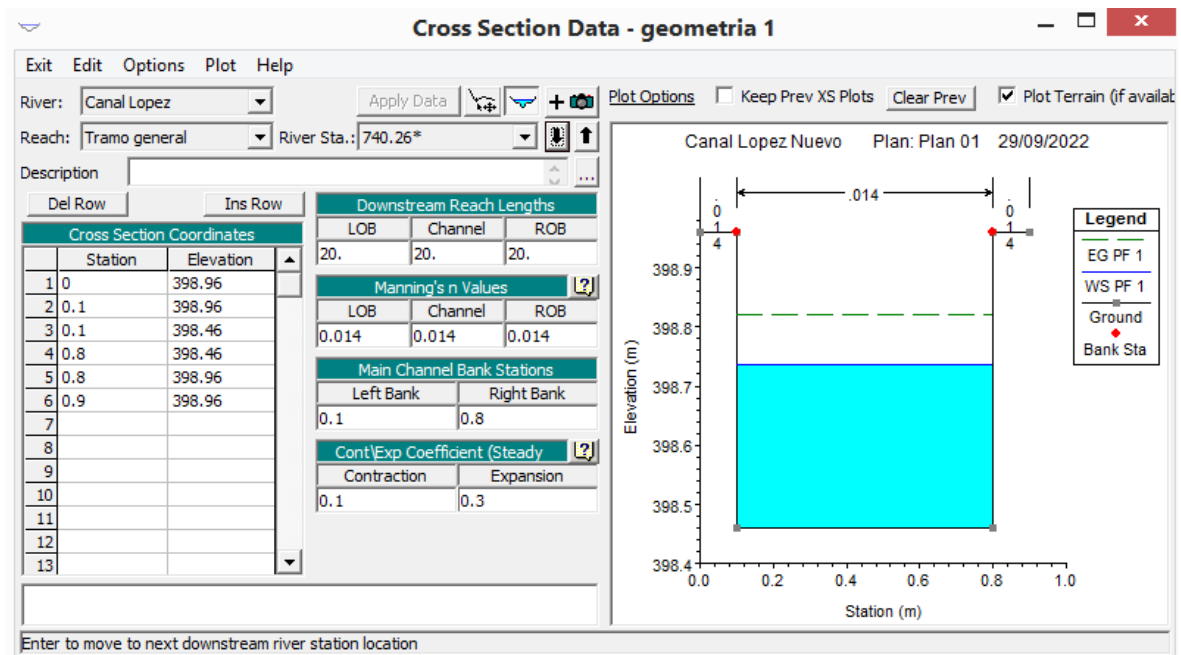 Cross Section Data - geometria 1
Exit Edit Options Plot Help
River: Canal Lopez Apply Data
Reach: Tramo general River Sta.: 740.26*
Description ...
Del Row Ins Row
Cross Section Coordinates
Station Elevation
1 0 398.96
2 0.1 398.96
3 0.1 398.46
4 0.8 398.46
5 0.8 398.96
6 0.9 398.96
7
8
9
10
11
12
13
Downstream Reach Lengths
LOB Channel ROB
20. 20. 20.
Manning's n Values
LOB Channel ROB
0.014 0.014 0.014
Main Channel Bank Stations
Left Bank Right Bank
0.1 0.8
Cont\Exp Coefficient (Steady
Contraction Expansion
0.1 0.3
Plot Options Keep Prev XS Plots Clear Prev Plot Terrain (if availab
Canal Lopez Nuevo Plan: Plan 01 29/09/2022
.014
.014
.014
Legend
EG PF 1
WS PF 1
Ground
Bank Sta
398.9
398.8
398.7
398.6
398.5
398.4
Elevation (m)
0.0 0.2 0.4 0.6 0.8 1.0
Station (m)
Enter to move to next downstream river station location